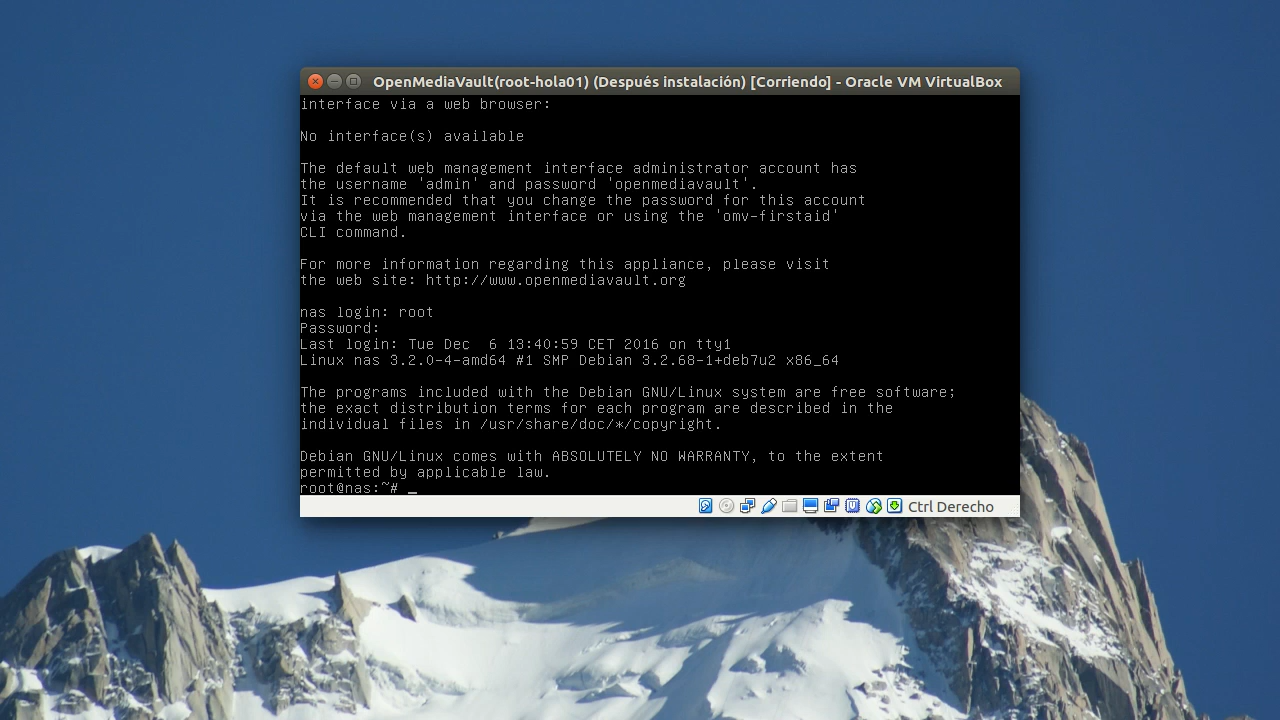 OpenMediaVault(root-hola01) (Después instalación) [Corriendo] - Oracle VM VirtualBox
interface via a web browser:
No interface(s) available
The default web management interface administrator account has
the username 'admin' and password 'openmediavault'.
It is recommended that you change the password for this account
via the web management interface or using the 'omv-firstaid'
CLI command.
For more information regarding this appliance, please visit
the web site: http://www.openmediavault.org
nas login: root
Password:
Last login: Tue Dec  6 13:40:59 CET 2016 on tty1
Linux nas 3.2.0-4-amd64 #1 SMP Debian 3.2.68-1+deb7u2 x86_64
The programs included with the Debian GNU/Linux system are free software;
the exact distribution terms for each program are described in the
individual files in /usr/share/doc/*/copyright.
Debian GNU/Linux comes with ABSOLUTELY NO WARRANTY, to the extent
permitted by applicable law.
root@nas:~# _
Ctrl Derecho